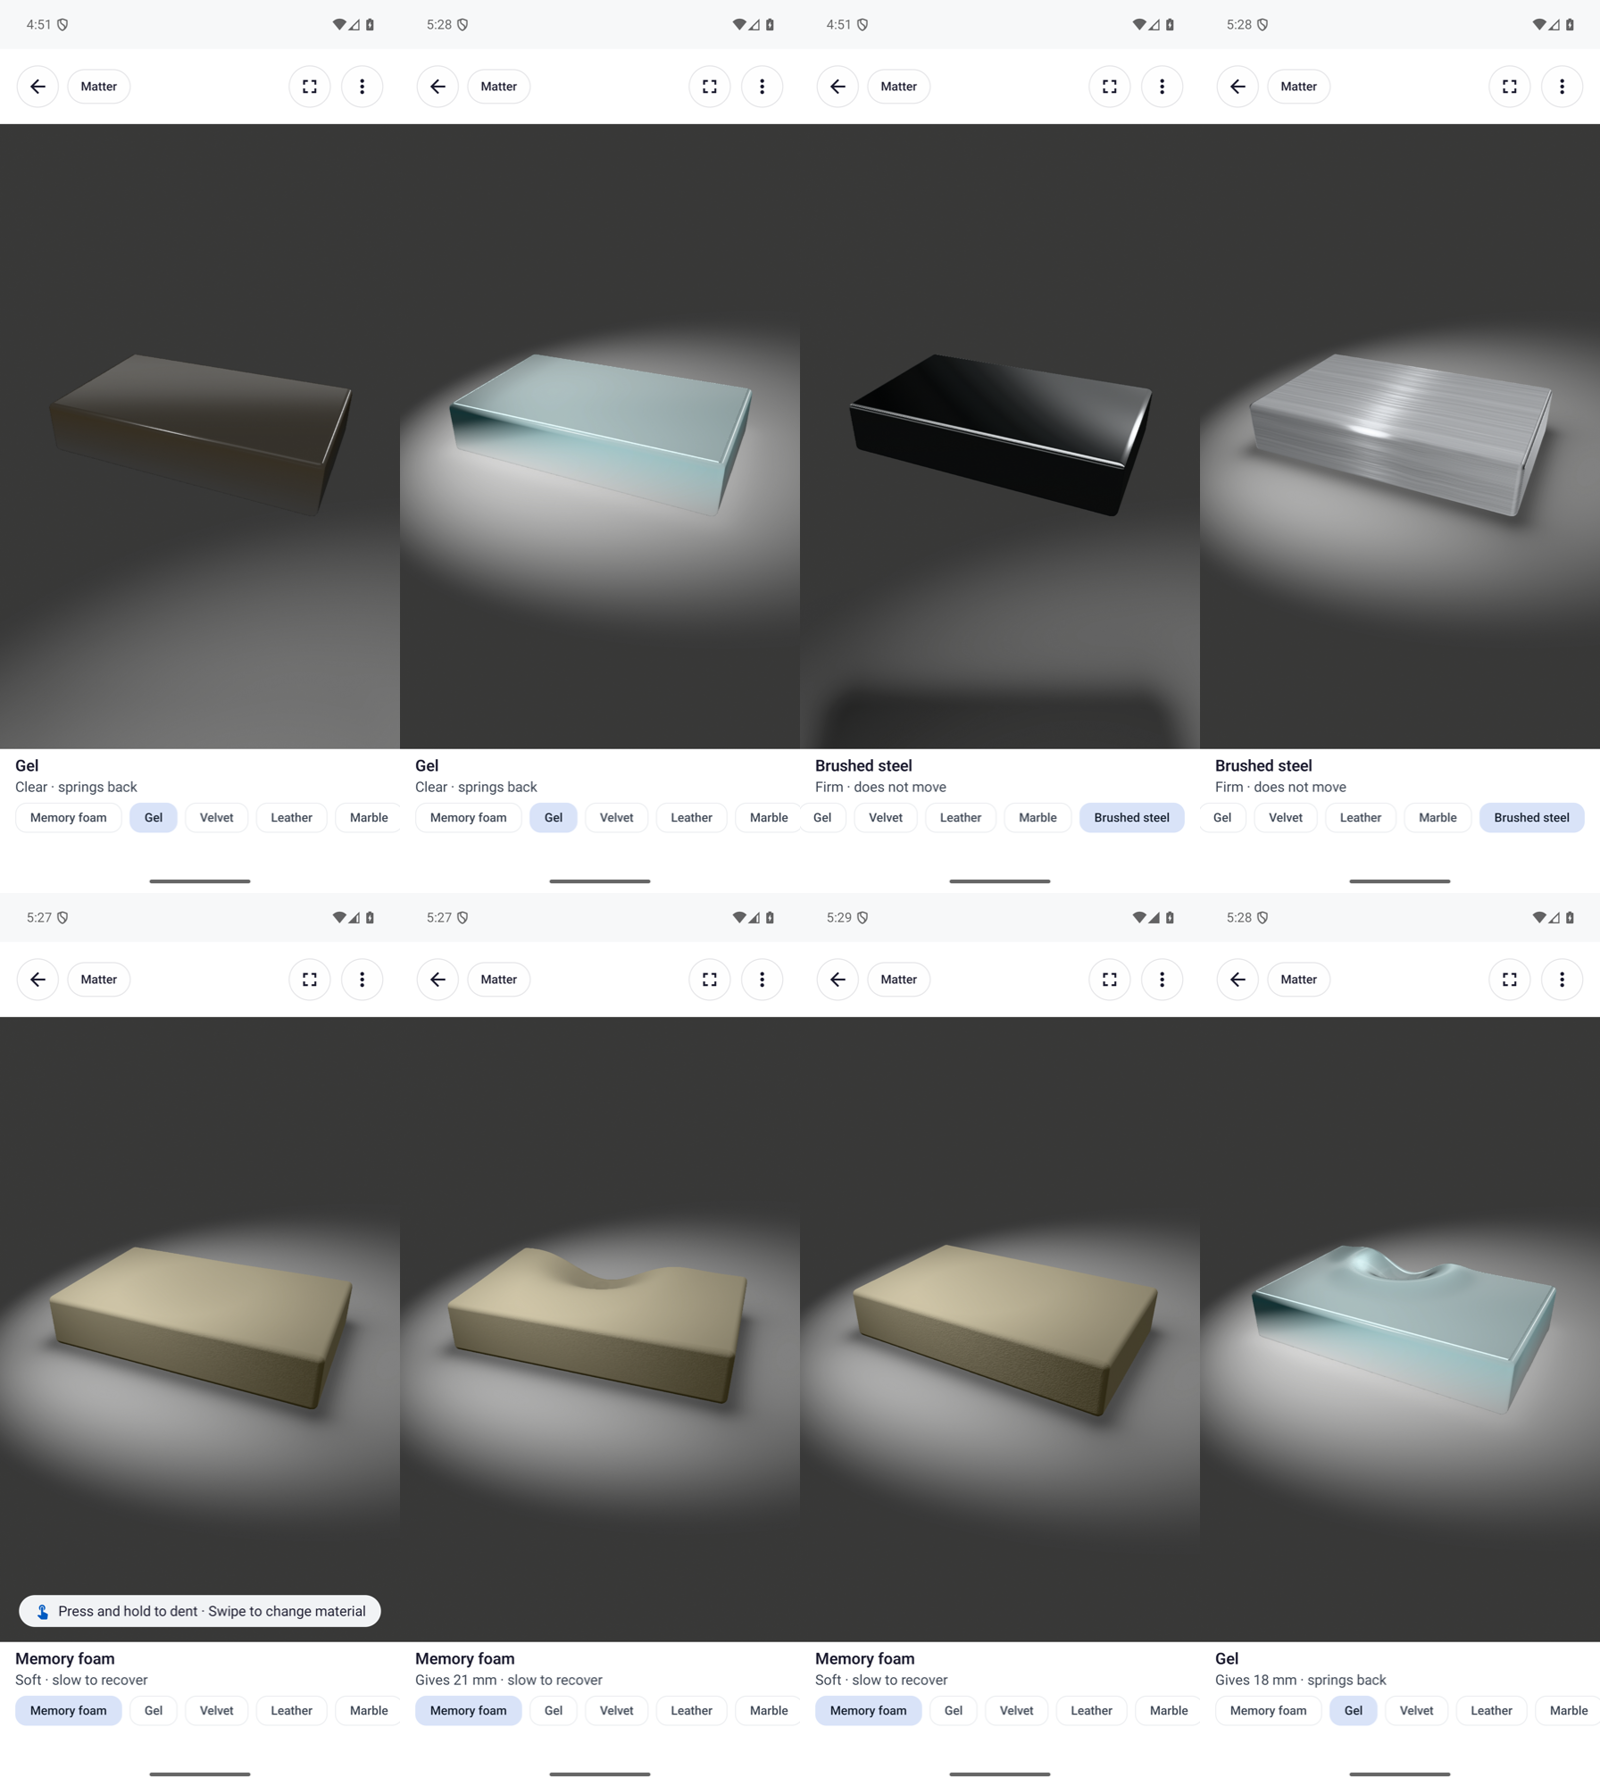 4:51
Matter
Gel
Clear · springs back
Memory foam
Gel
Velvet
Leather
Marble
5:28
Matter
Gel
Clear · springs back
Memory foam
Gel
Velvet
Leather
Marble
4:51
Matter
Brushed steel
Firm · does not move
Gel
Velvet
Leather
Marble
Brushed steel
5:28
Matter
Brushed steel
Firm · does not move
Gel
Velvet
Leather
Marble
Brushed steel
5:27
Matter
Press and hold to dent · Swipe to change material
Memory foam
Soft · slow to recover
Memory foam
Gel
Velvet
Leather
Marble
5:27
Matter
Memory foam
Gives 21 mm · slow to recover
Memory foam
Gel
Velvet
Leather
Marble
5:29
Matter
Memory foam
Soft · slow to recover
Memory foam
Gel
Velvet
Leather
Marble
5:28
Matter
Gel
Gives 18 mm · springs back
Memory foam
Gel
Velvet
Leather
Marble